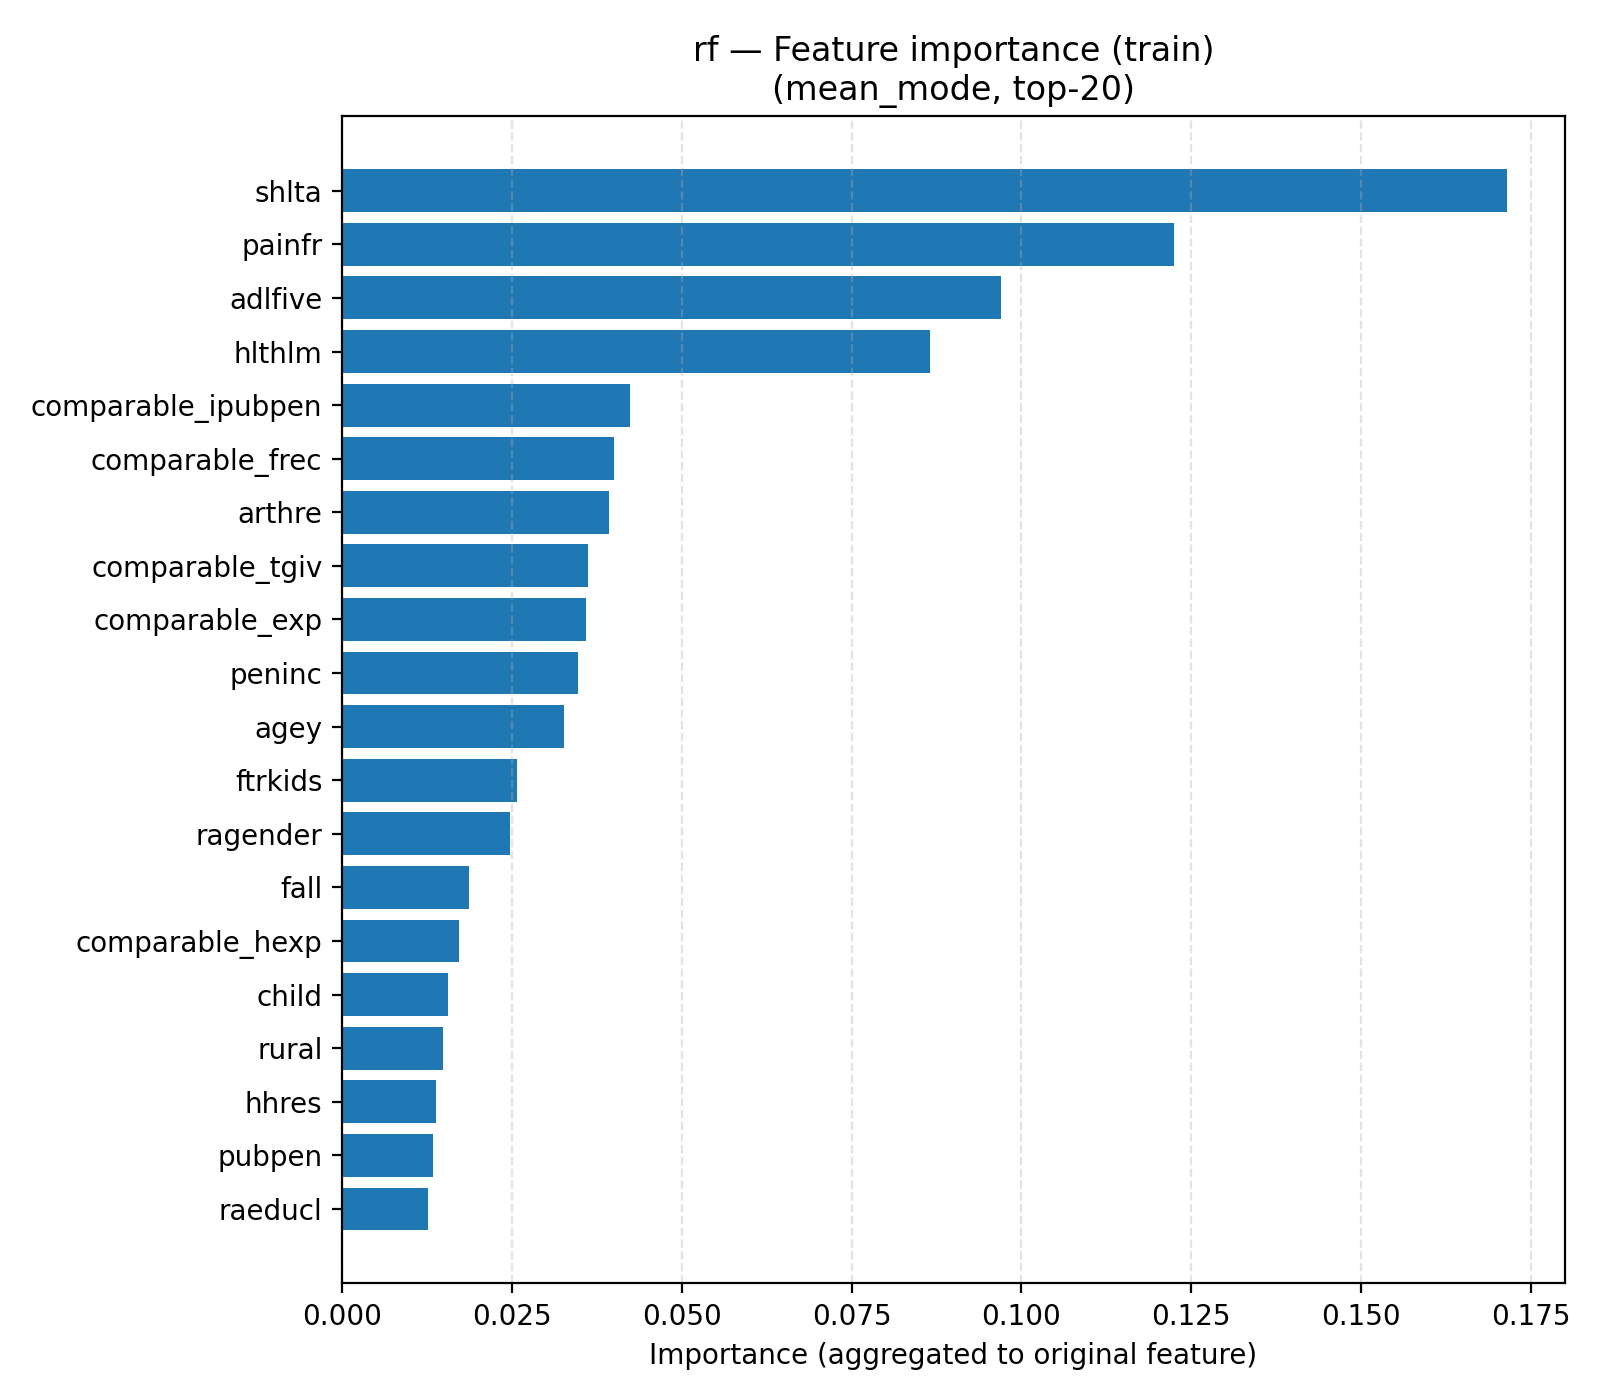 rf — Feature importance (train)
(mean_mode, top-20)
shlta
painfr
adlfive
hlthlm
comparable_ipubpen
comparable_frec
arthre
comparable_tgiv
comparable_exp
peninc
agey
ftrkids
ragender
fall
comparable_hexp
child
rural
hhres
pubpen
raeducl
0.000 0.025 0.050 0.075 0.100 0.125 0.150 0.175
Importance (aggregated to original feature)